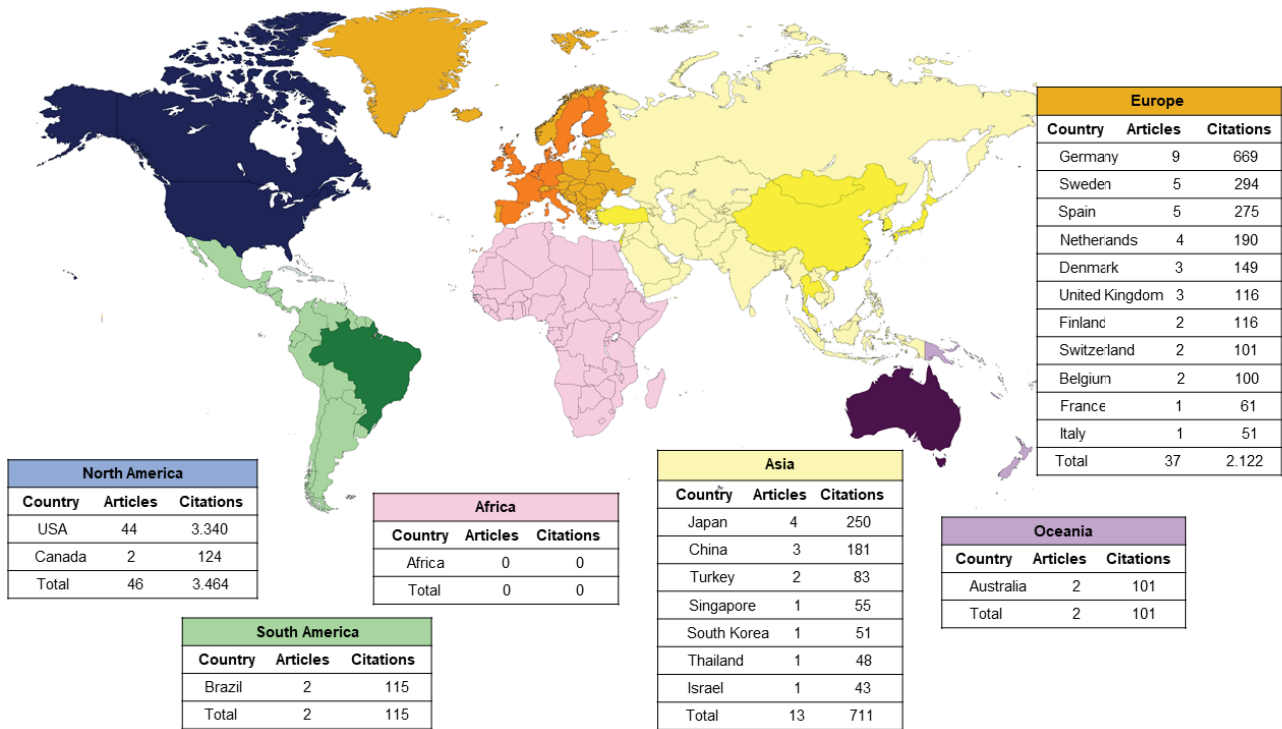 Europe
Country Articles Citations
Germany 9 669
Sweden 5 294
Spain 5 275
Netherlands 4 190
Denmark 3 149
United Kingdom 3 116
Finland 2 116
Switzerland 2 101
Belgium 2 100
France 1 61
Italy 1 51
Total 37 2.122
North America
Country Articles Citations
USA 44 3.340
Canada 2 124
Total 46 3.464
Africa
Country Articles Citations
Africa 0 0
Total 0 0
Asia
Country Articles Citations
Japan 4 250
China 3 181
Turkey 2 83
Singapore 1 55
South Korea 1 51
Thailand 1 48
Israel 1 43
Total 13 711
Oceania
Country Articles Citations
Australia 2 101
Total 2 101
South America
Country Articles Citations
Brazil 2 115
Total 2 115